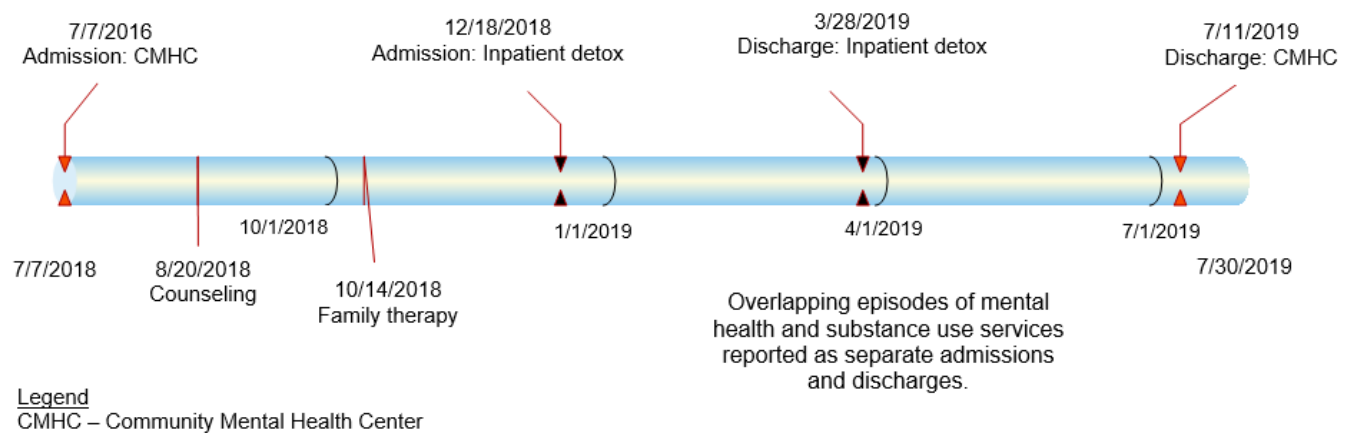 7/7/2016
Admission: CMHC
12/18/2018
Admission: Inpatient detox
3/28/2019
Discharge: Inpatient detox
7/11/2019
Discharge: CMHC
10/1/2018
1/1/2019
4/1/2019
7/1/2019
7/7/2018
8/20/2018
Counseling
10/14/2018
Family therapy
7/30/2019
Overlapping episodes of mental
health and substance use services
reported as separate admissions
and discharges.
Legend
CMHC – Community Mental Health Center